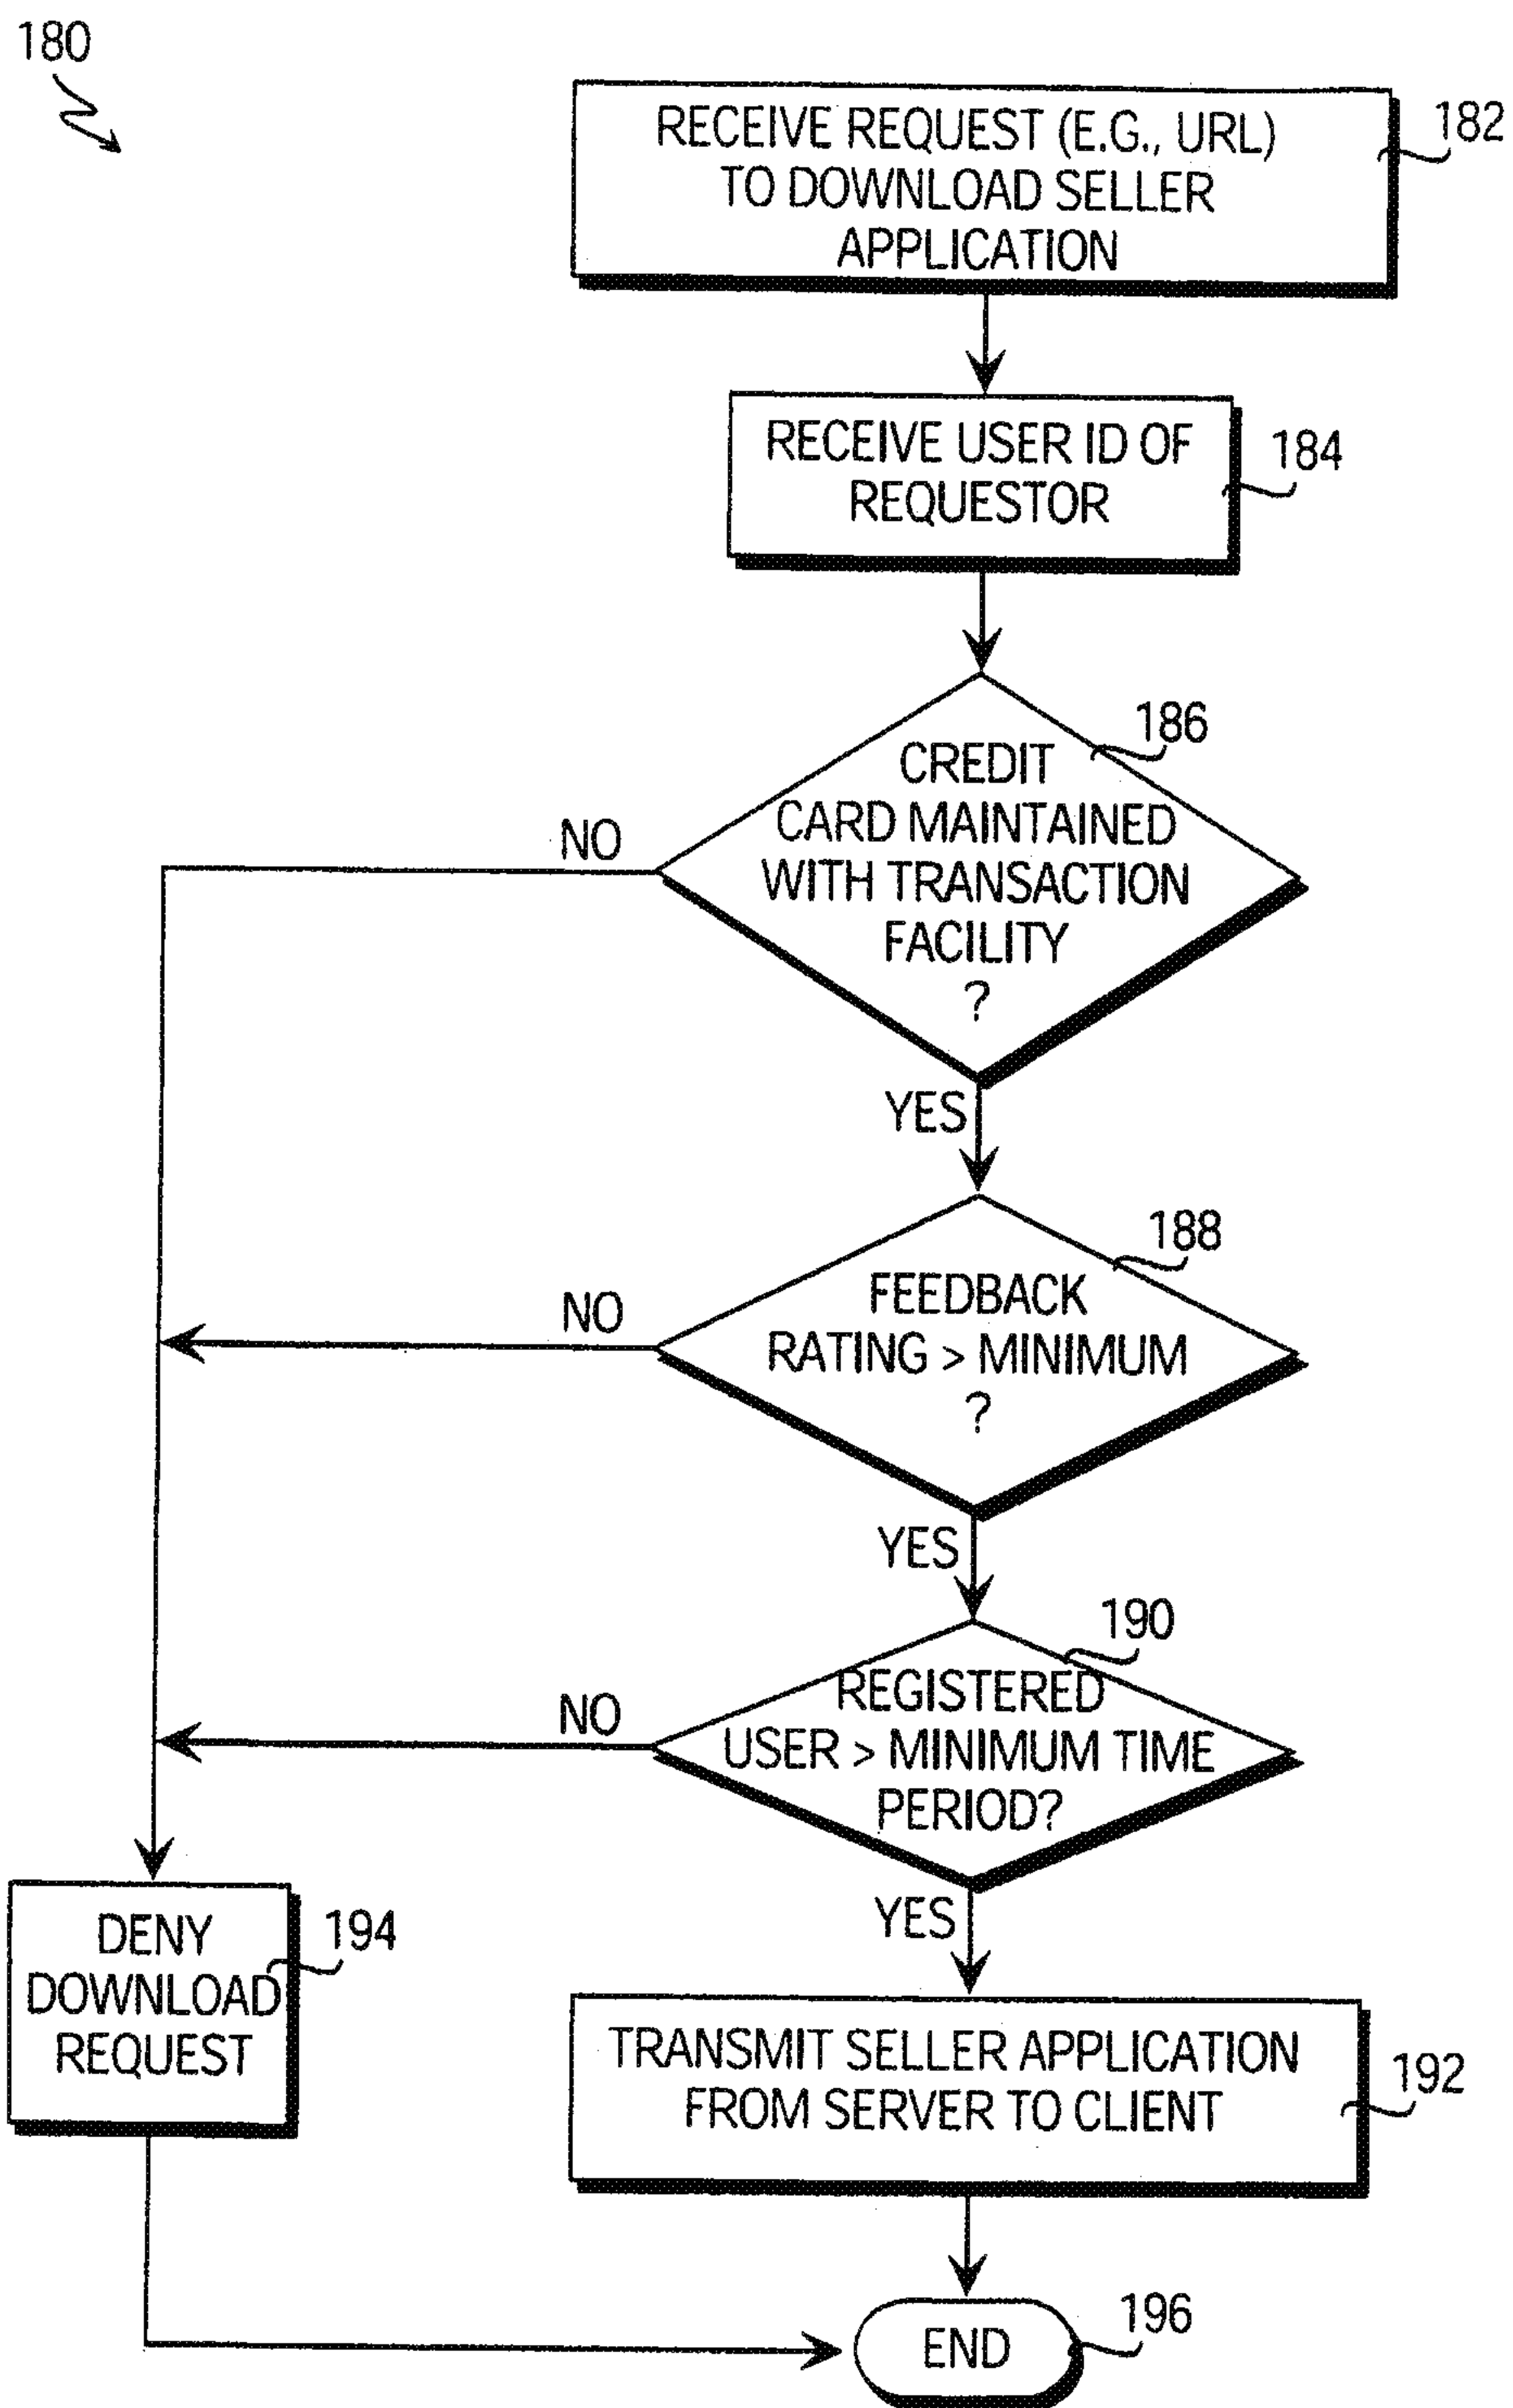 180
RECEIVE REQUEST (E.G., URL)
TO DOWNLOAD SELLER
APPLICATION
182
RECEIVE USER ID OF
REQUESTOR
184
186
CREDIT
CARD MAINTAINED
WITH TRANSACTION
FACILITY
?
NO
YES
188
FEEDBACK
RATING > MINIMUM
?
NO
YES
190
REGISTERED
USER > MINIMUM TIME
PERIOD?
NO
YES
DENY
DOWNLOAD
REQUEST
194
TRANSMIT SELLER APPLICATION
FROM SERVER TO CLIENT
192
END
196